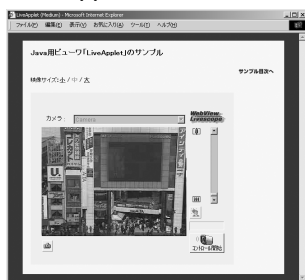 LiveApplet (Medium) - Microsoft Internet Explorer
ファイル(F) 編集(E) 表示(V) お気に入り(A) ツール(T) ヘルプ(H)
Java用ビューワ「LiveApplet」のサンプル
サンプル目次へ
映像サイズ:小 / 中 / 大
カメラ: Camera
WebView
Livescope
コントロール開始